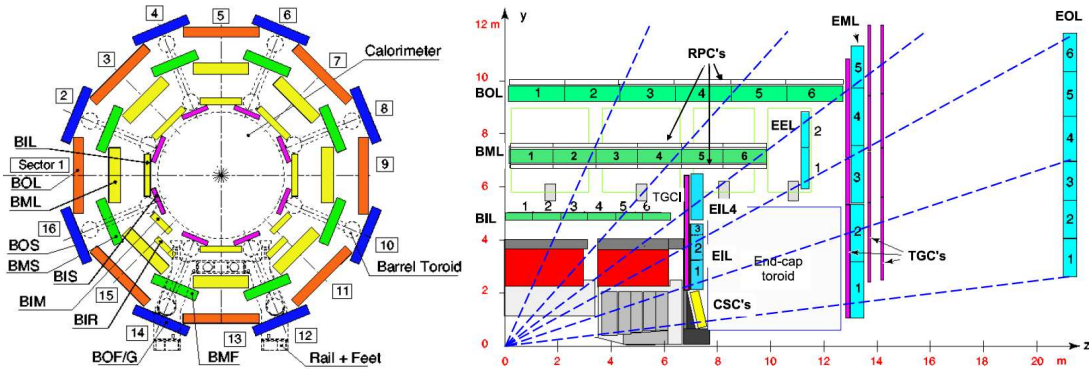 4
5
6
3
7
Calorimeter
2
8
BIL
Sector 1
9
BOL
BML
16
10
BOS
BMS
Barrel Toroid
BIS
BIM
15
11
BIR
14
13
12
BOF/G
BMF
Rail + Feet
12 m
y
EML
EOL
RPC's
10
BOL
1 2 3 4 5 6
8
EEL
2
1
BML
1 2 3 4 5 6
6
TGCI
BIL
1 2 3 4 5 6
EIL4
4
3
2
1
EIL
End-cap
toroid
2
CSC's
TGC's
5
4
3
2
1
6
5
4
3
2
1
0
0 2 4 6 8 10 12 14 16 18 20 m
z